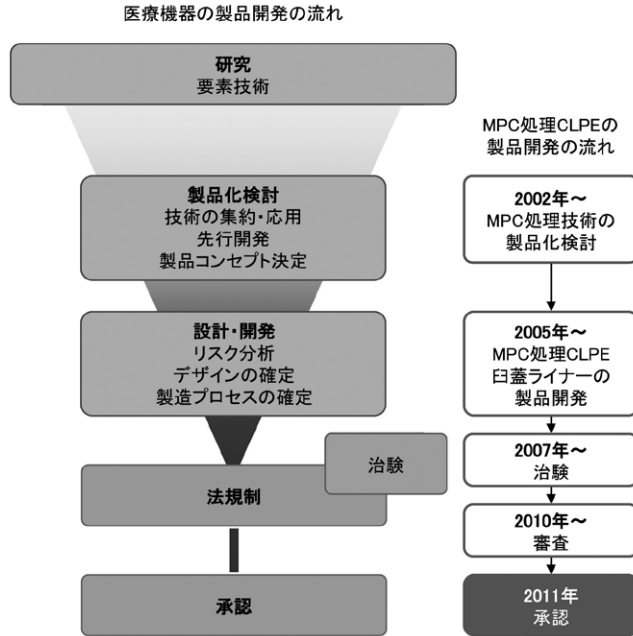 医療機器の製品開発の流れ
研究
要素技術
製品化検討
技術の集約・応用
先行開発
製品コンセプト決定
設計・開発
リスク分析
デザインの確定
製造プロセスの確定
治験
法規制
承認
MPC処理CLPEの
製品開発の流れ
2002年～
MPC処理技術の
製品化検討
2005年～
MPC処理CLPE
臼蓋ライナーの
製品開発
2007年～
治験
2010年～
審査
2011年
承認